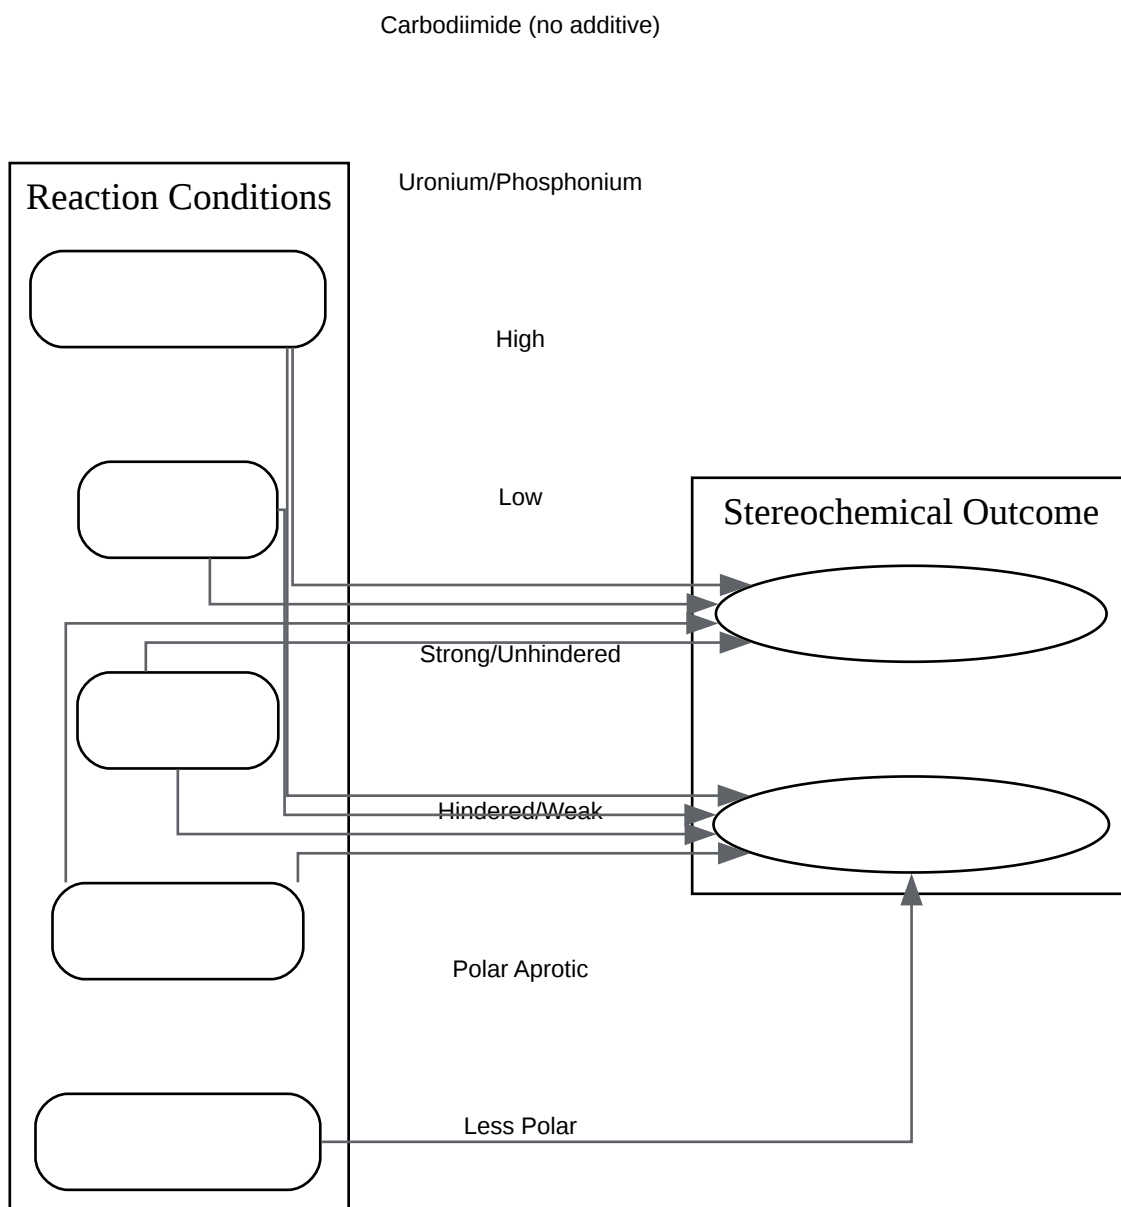 Carbodiimide (no additive)
Uronium/Phosphonium
Reaction Conditions
High
Low
Stereochemical Outcome
Strong/Unhindered
Hindered/Weak
Polar Aprotic
Less Polar